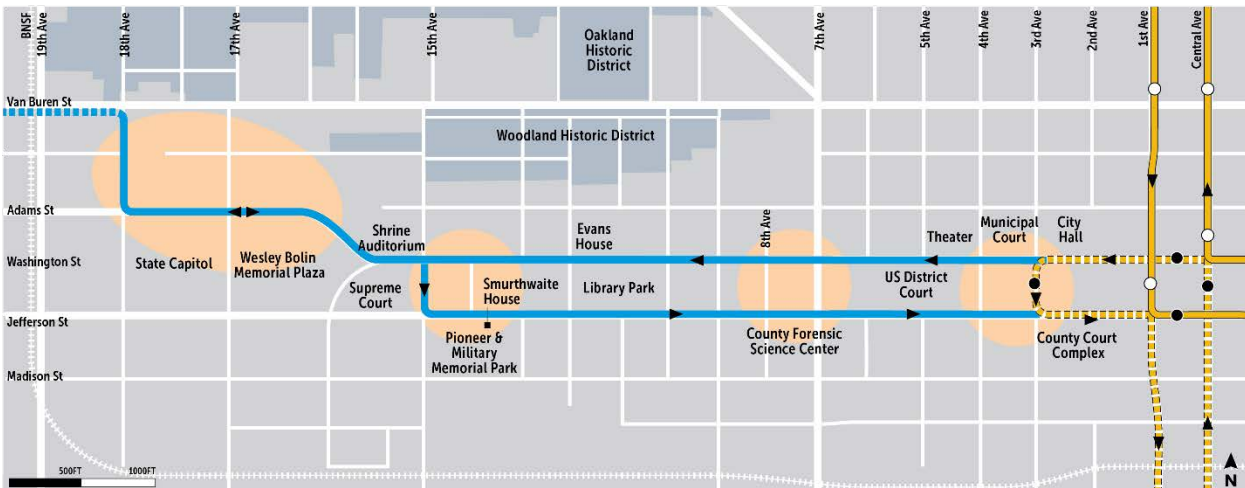 BNSF
19th Ave
18th Ave
17th Ave
15th Ave
7th Ave
5th Ave
4th Ave
3rd Ave
2nd Ave
1st Ave
Central Ave
Oakland
Historic
District
Van Buren St
Woodland Historic District
Adams St
8th Ave
Shrine
Auditorium
Evans
House
Theater
Municipal
Court
City
Hall
Washington St
State Capitol
Wesley Bolin
Memorial Plaza
Supreme
Court
Smurthwaite
House
Library Park
US District
Court
Jefferson St
Pioneer &
Military
Memorial Park
County Forensic
Science Center
County Court
Complex
Madison St
500FT
1000FT
N